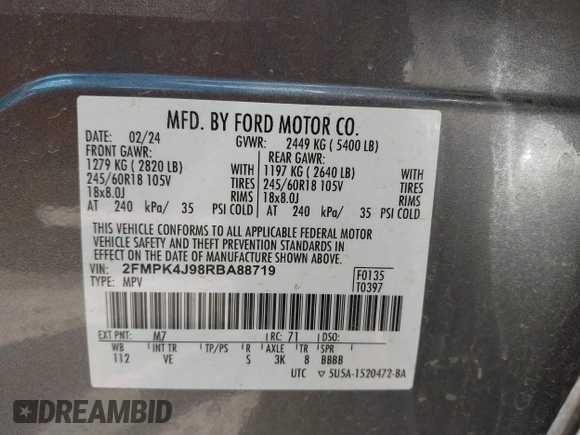 MFD. BY FORD MOTOR CO.
DATE: 02/24 GVWR: 2449 KG ( 5400 LB)
FRONT GAWR: REAR GAWR:
1279 KG ( 2820 LB) WITH 1197 KG ( 2640 LB) WITH
245/60R18 105V TIRES 245/60R18 105V TIRES
18x8.0J RIMS 18x8.0J RIMS
AT 240 kPa/ 35 PSI COLD AT 240 kPa/ 35 PSI COLD
THIS VEHICLE CONFORMS TO ALL APPLICABLE FEDERAL MOTOR
VEHICLE SAFETY AND THEFT PREVENTION STANDARDS IN
EFFECT ON THE DATE OF MANUFACTURE SHOWN ABOVE.
VIN: 2FMPK4J98RBA88719 F0135
TYPE: MPV T0397
EXT PNT: M7 RC: 71 DSO:
WB INT TR TP/PS R AXLE TR SPR
112 VE S 3K 8 BBBB
UTC 5U5A-1520472-BA
DREAMBID